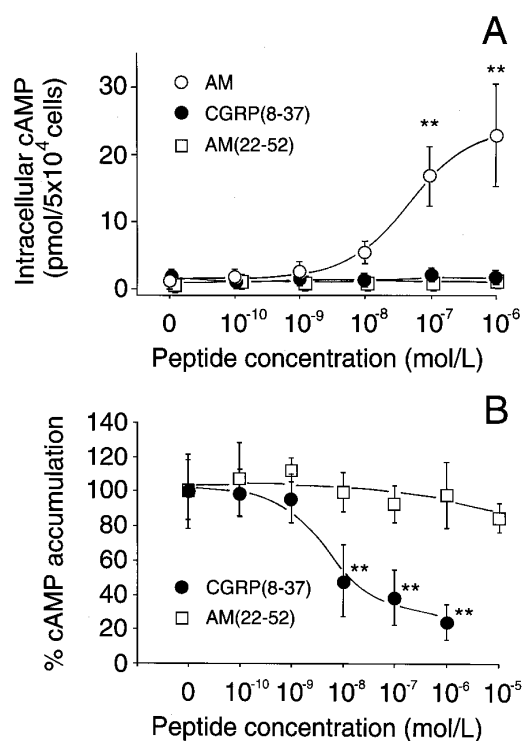 A
Intracellular cAMP
(pmol/5x10⁴ cells)
30
20
10
0
AM
CGRP(8-37)
AM(22-52)
**
**
0 10⁻¹⁰ 10⁻⁹ 10⁻⁸ 10⁻⁷ 10⁻⁶
Peptide concentration (mol/L)
B
% cAMP accumulation
140
120
100
80
60
40
20
0
**
**
**
CGRP(8-37)
AM(22-52)
0 10⁻¹⁰ 10⁻⁹ 10⁻⁸ 10⁻⁷ 10⁻⁶ 10⁻⁵
Peptide concentration (mol/L)